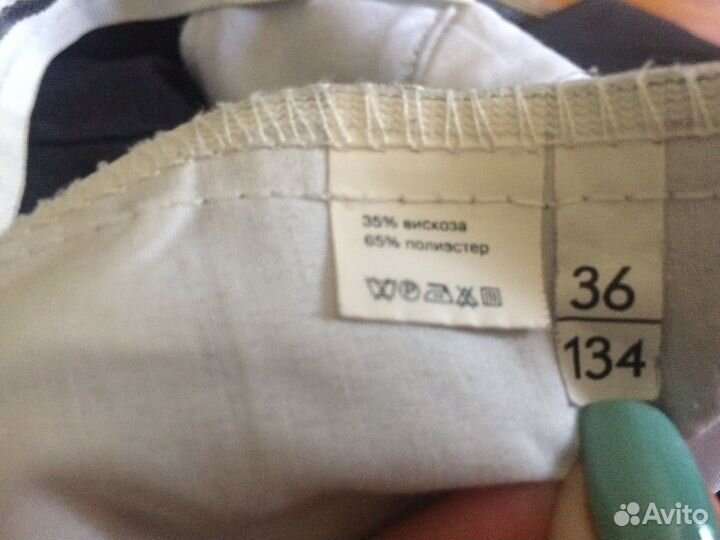 35% вискоза
65% полиэстер
36
134
Avito